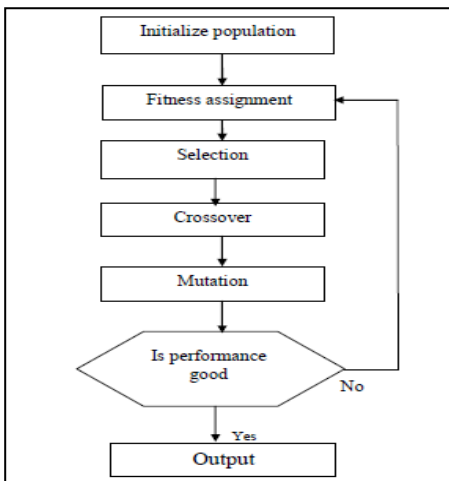 Initialize population
Fitness assignment
Selection
Crossover
Mutation
Is performance
good
No
Yes
Output